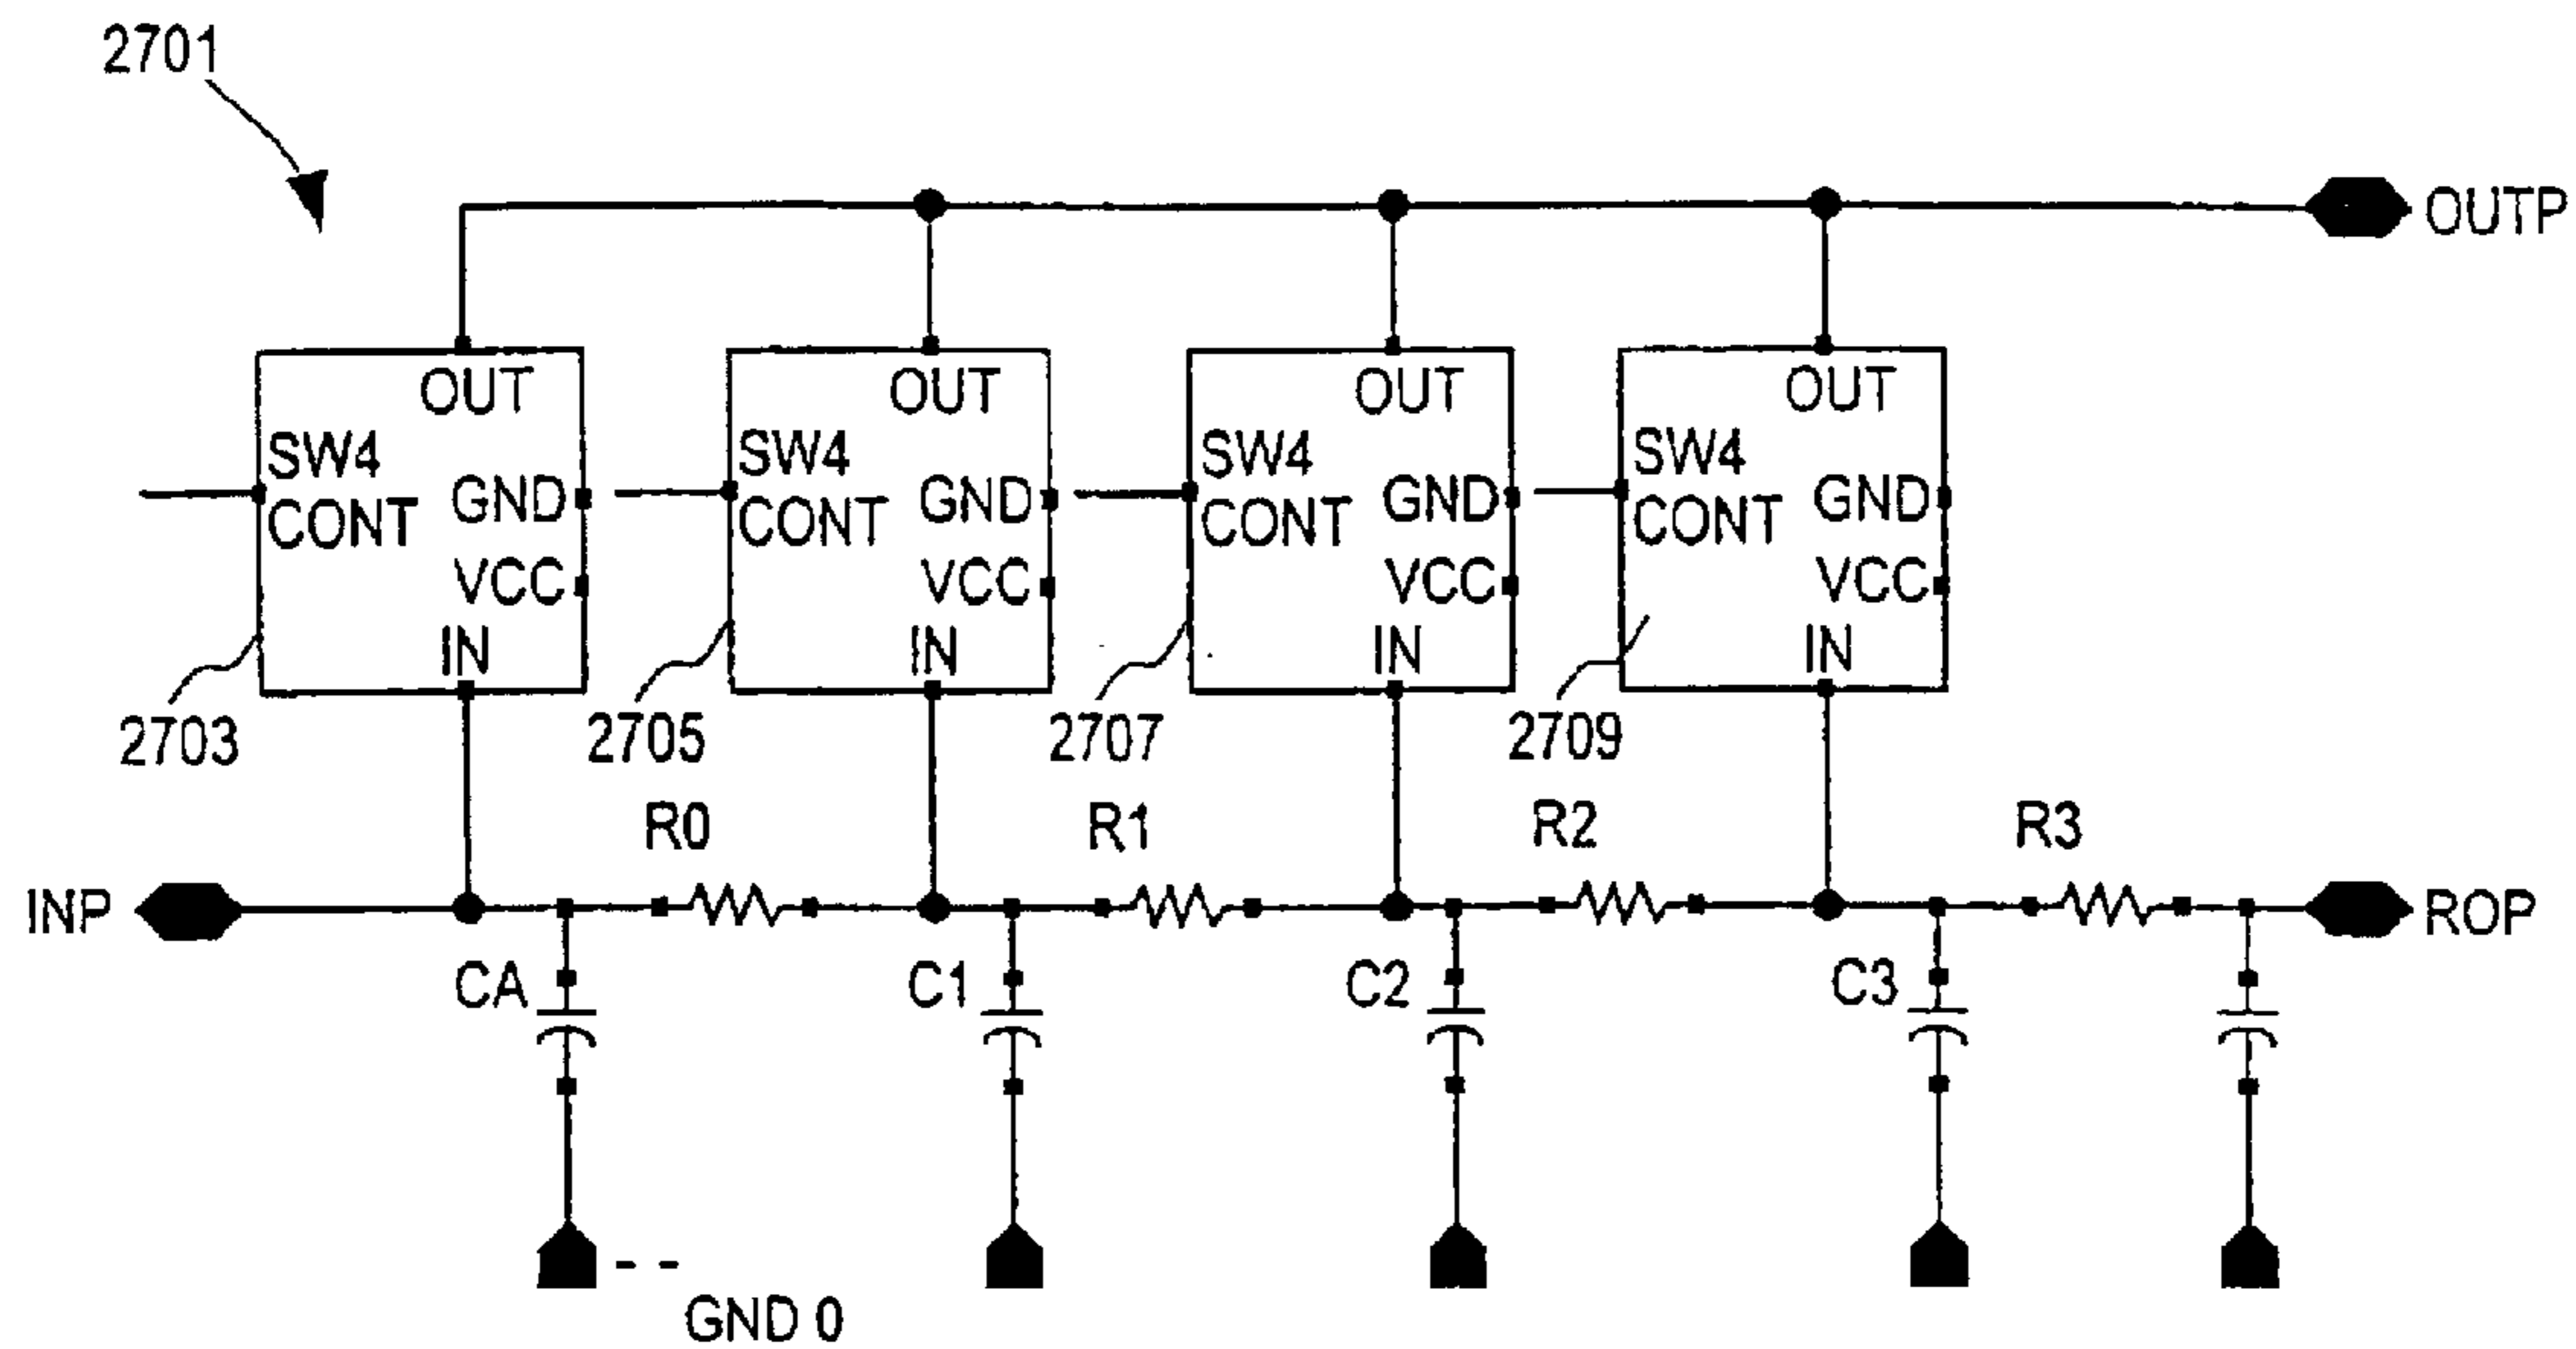 2701
OUTP
OUT OUT OUT OUT
SW4 SW4 SW4 SW4
GND GND GND GND
CONT CONT CONT CONT
VCC VCC VCC VCC
IN IN IN IN
2703 2705 2707 2709
R0 R1 R2 R3
INP ROP
CA C1 C2 C3
GND 0